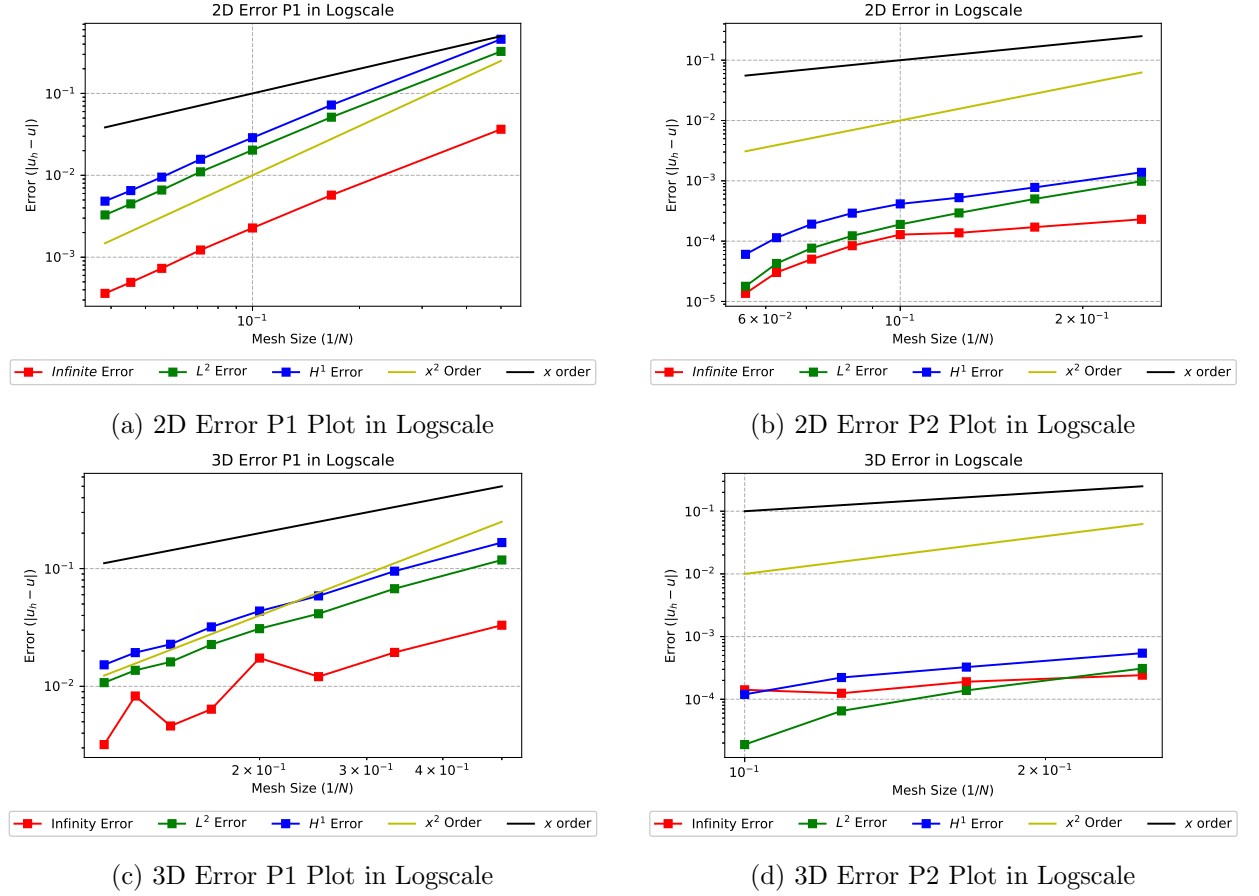 2D Error P1 in Logscale
Error (|u_h − u|)
10^{-1}
10^{-2}
10^{-3}
10^{-1}
Mesh Size (1/N)
Infinite Error L^2 Error H^1 Error x^2 Order x order
(a) 2D Error P1 Plot in Logscale
2D Error in Logscale
Error (|u_h − u|)
10^{-1}
10^{-2}
10^{-3}
10^{-4}
10^{-5}
6 × 10^{-2} 10^{-1} 2 × 10^{-1}
Mesh Size (1/N)
Infinite Error L^2 Error H^1 Error x^2 Order x order
(b) 2D Error P2 Plot in Logscale
3D Error P1 in Logscale
Error (|u_h − u|)
10^{-1}
10^{-2}
2 × 10^{-1} 3 × 10^{-1} 4 × 10^{-1}
Mesh Size (1/N)
Infinity Error L^2 Error H^1 Error x^2 Order x order
(c) 3D Error P1 Plot in Logscale
3D Error in Logscale
Error (|u_h − u|)
10^{-1}
10^{-2}
10^{-3}
10^{-4}
10^{-1} 2 × 10^{-1}
Mesh Size (1/N)
Infinity Error L^2 Error H^1 Error x^2 Order x order
(d) 3D Error P2 Plot in Logscale